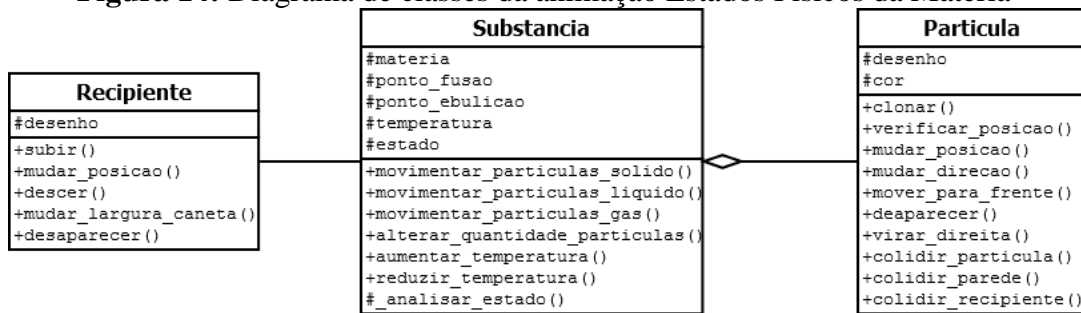 Figura 14: Diagrama de classes da animação Estados Físicos da Matéria
Recipiente
#desenho
+subir()
+mudar_posicao()
+descer()
+mudar_largura_caneta()
+desaparecer()
Substancia
#materia
#ponto_fusao
#ponto_ebulicao
#temperatura
#estado
+movimentar_particulas_solido()
+movimentar_particulas_liquido()
+movimentar_particulas_gas()
+alterar_quantidade_particulas()
+aumentar_temperatura()
+reduzir_temperatura()
#_analisar_estado()
Particula
#desenho
#cor
+clonar()
+verificar_posicao()
+mudar_posicao()
+mudar_direcao()
+mover_para_frente()
+deaparecer()
+virar_direita()
+colidir_particula()
+colidir_parede()
+colidir_recipiente()